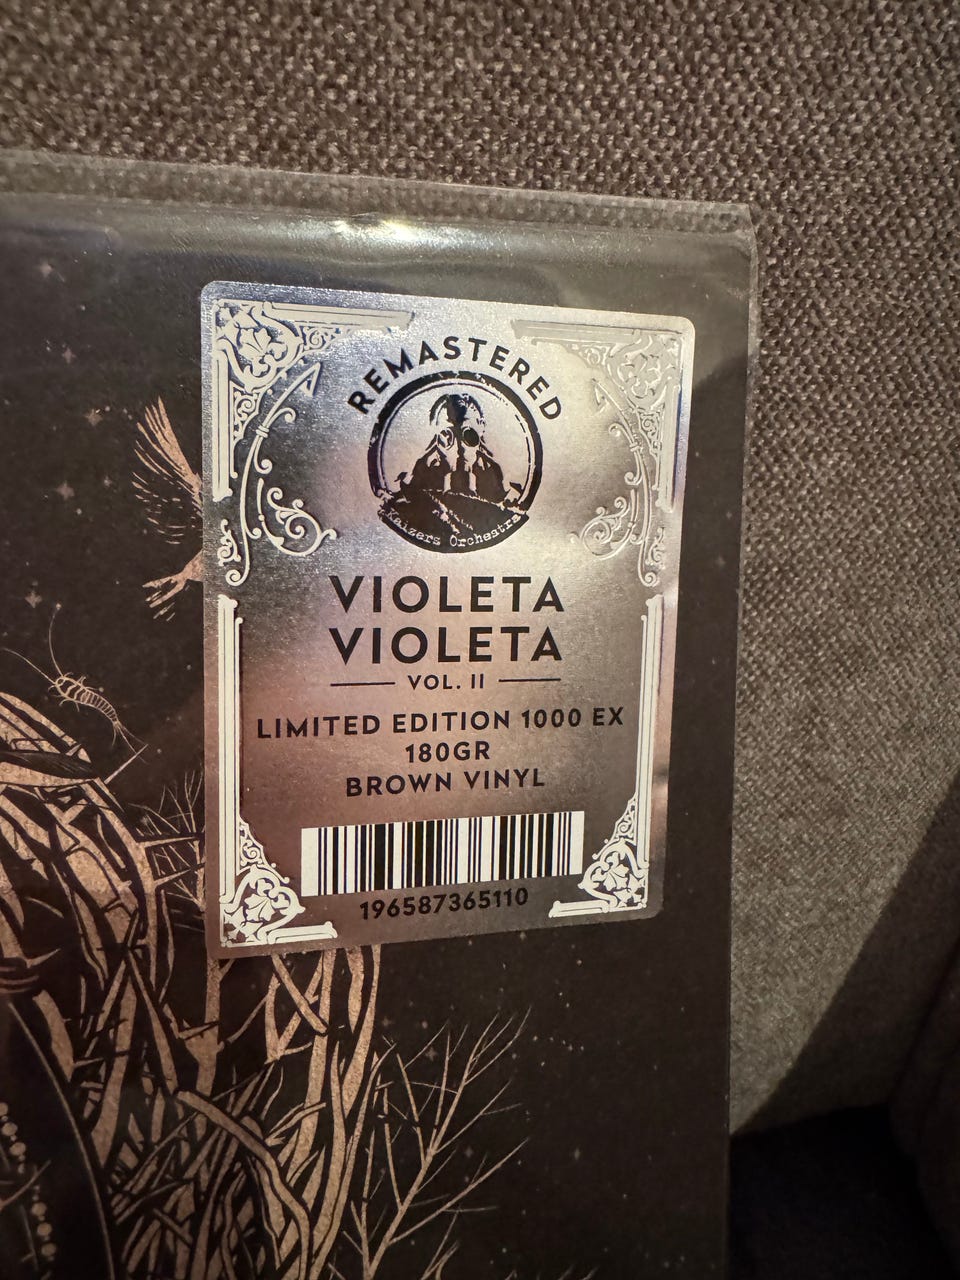 REMASTERED
Kaizers Orchestra
VIOLETA
VIOLETA
VOL. II
LIMITED EDITION 1000 EX
180GR
BROWN VINYL
196587365110